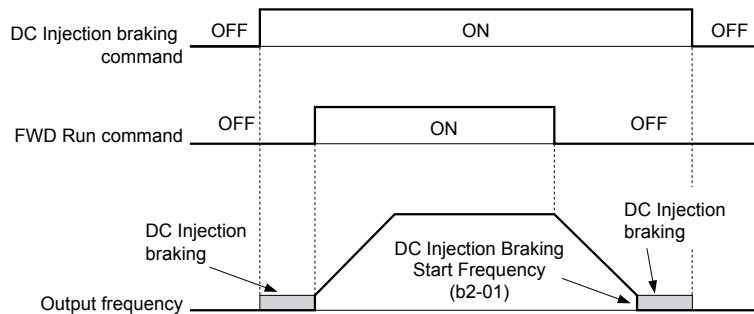 DC Injection braking
command
OFF
ON
OFF
FWD Run command
OFF
ON
OFF
DC Injection
braking
DC Injection Braking
Start Frequency
(b2-01)
DC Injection
braking
Output frequency